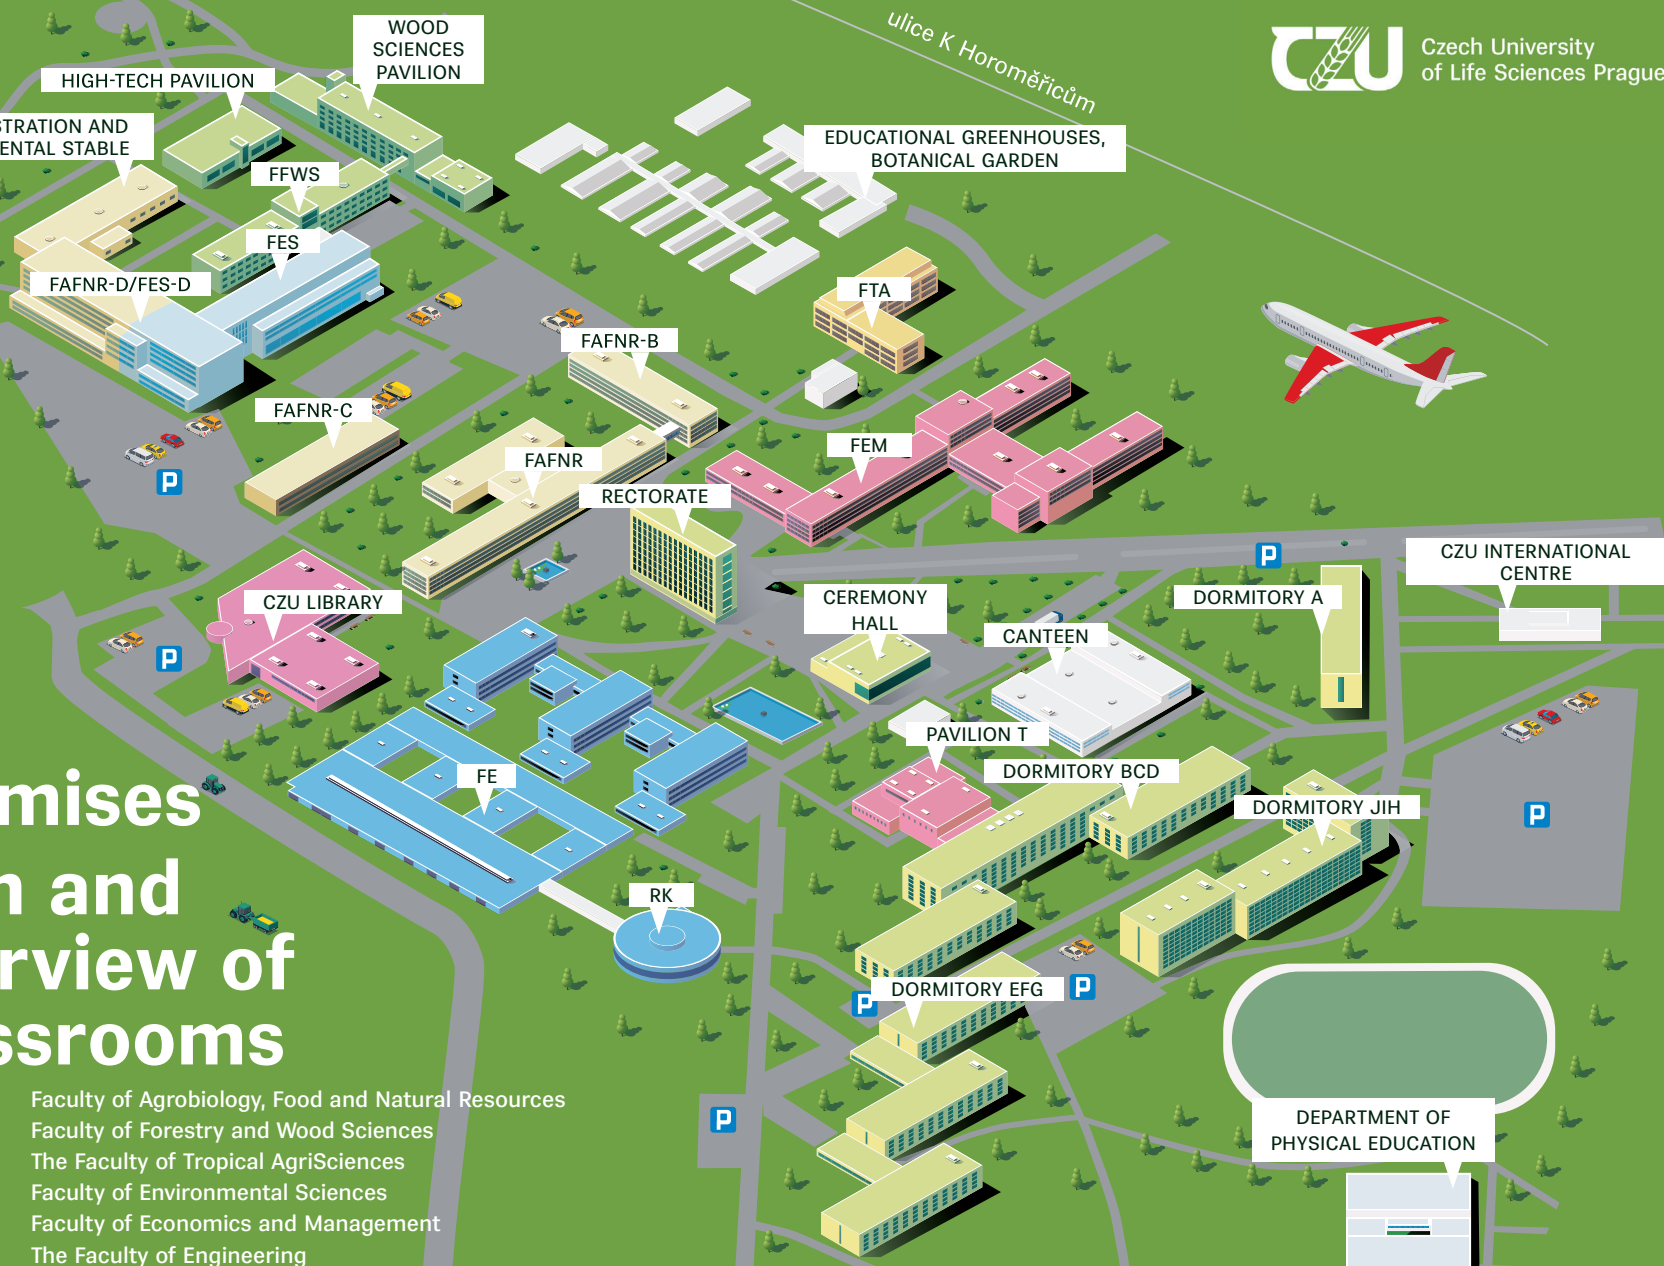 WOOD
SCIENCES
PAVILION
HIGH-TECH PAVILION
STRATION AND
ENTAL STABLE
FFWS
FES
FAFNR-D/FES-D
ulice K Horoměřicům
CZU
Czech University
of Life Sciences Prague
EDUCATIONAL GREENHOUSES,
BOTANICAL GARDEN
FTA
FAFNR-B
FAFNR-C
FAFNR
FEM
RECTORATE
P
P
CZU INTERNATIONAL
CENTRE
CZU LIBRARY
CEREMONY
HALL
DORMITORY A
CANTEEN
P
PAVILION T
DORMITORY BCD
FE
DORMITORY JIH
P
RK
DORMITORY EFG
P
P
P
DEPARTMENT OF
PHYSICAL EDUCATION
mises
n and
rview of
ssrooms
Faculty of Agrobiology, Food and Natural Resources
Faculty of Forestry and Wood Sciences
The Faculty of Tropical AgriSciences
Faculty of Environmental Sciences
Faculty of Economics and Management
The Faculty of Engineering